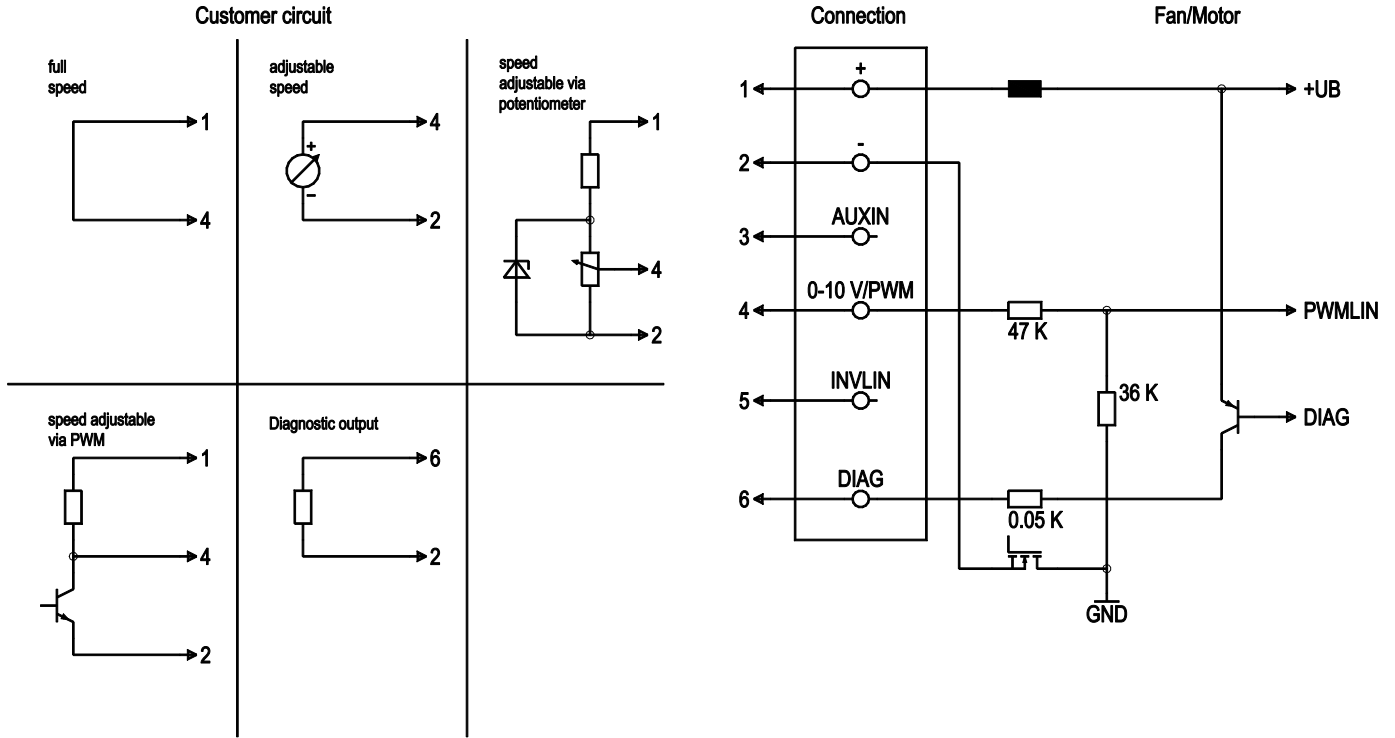 Customer circuit
full
speed
1
4
adjustable
speed
+
−
4
2
speed
adjustable via
potentiometer
1
4
2
speed adjustable
via PWM
1
4
2
Diagnostic output
6
2
Connection
Fan/Motor
1
+
+UB
2
-
3
AUXIN
4
0-10 V/PWM
47 K
PWMLIN
5
INVLIN
36 K
DIAG
6
DIAG
0.05 K
GND